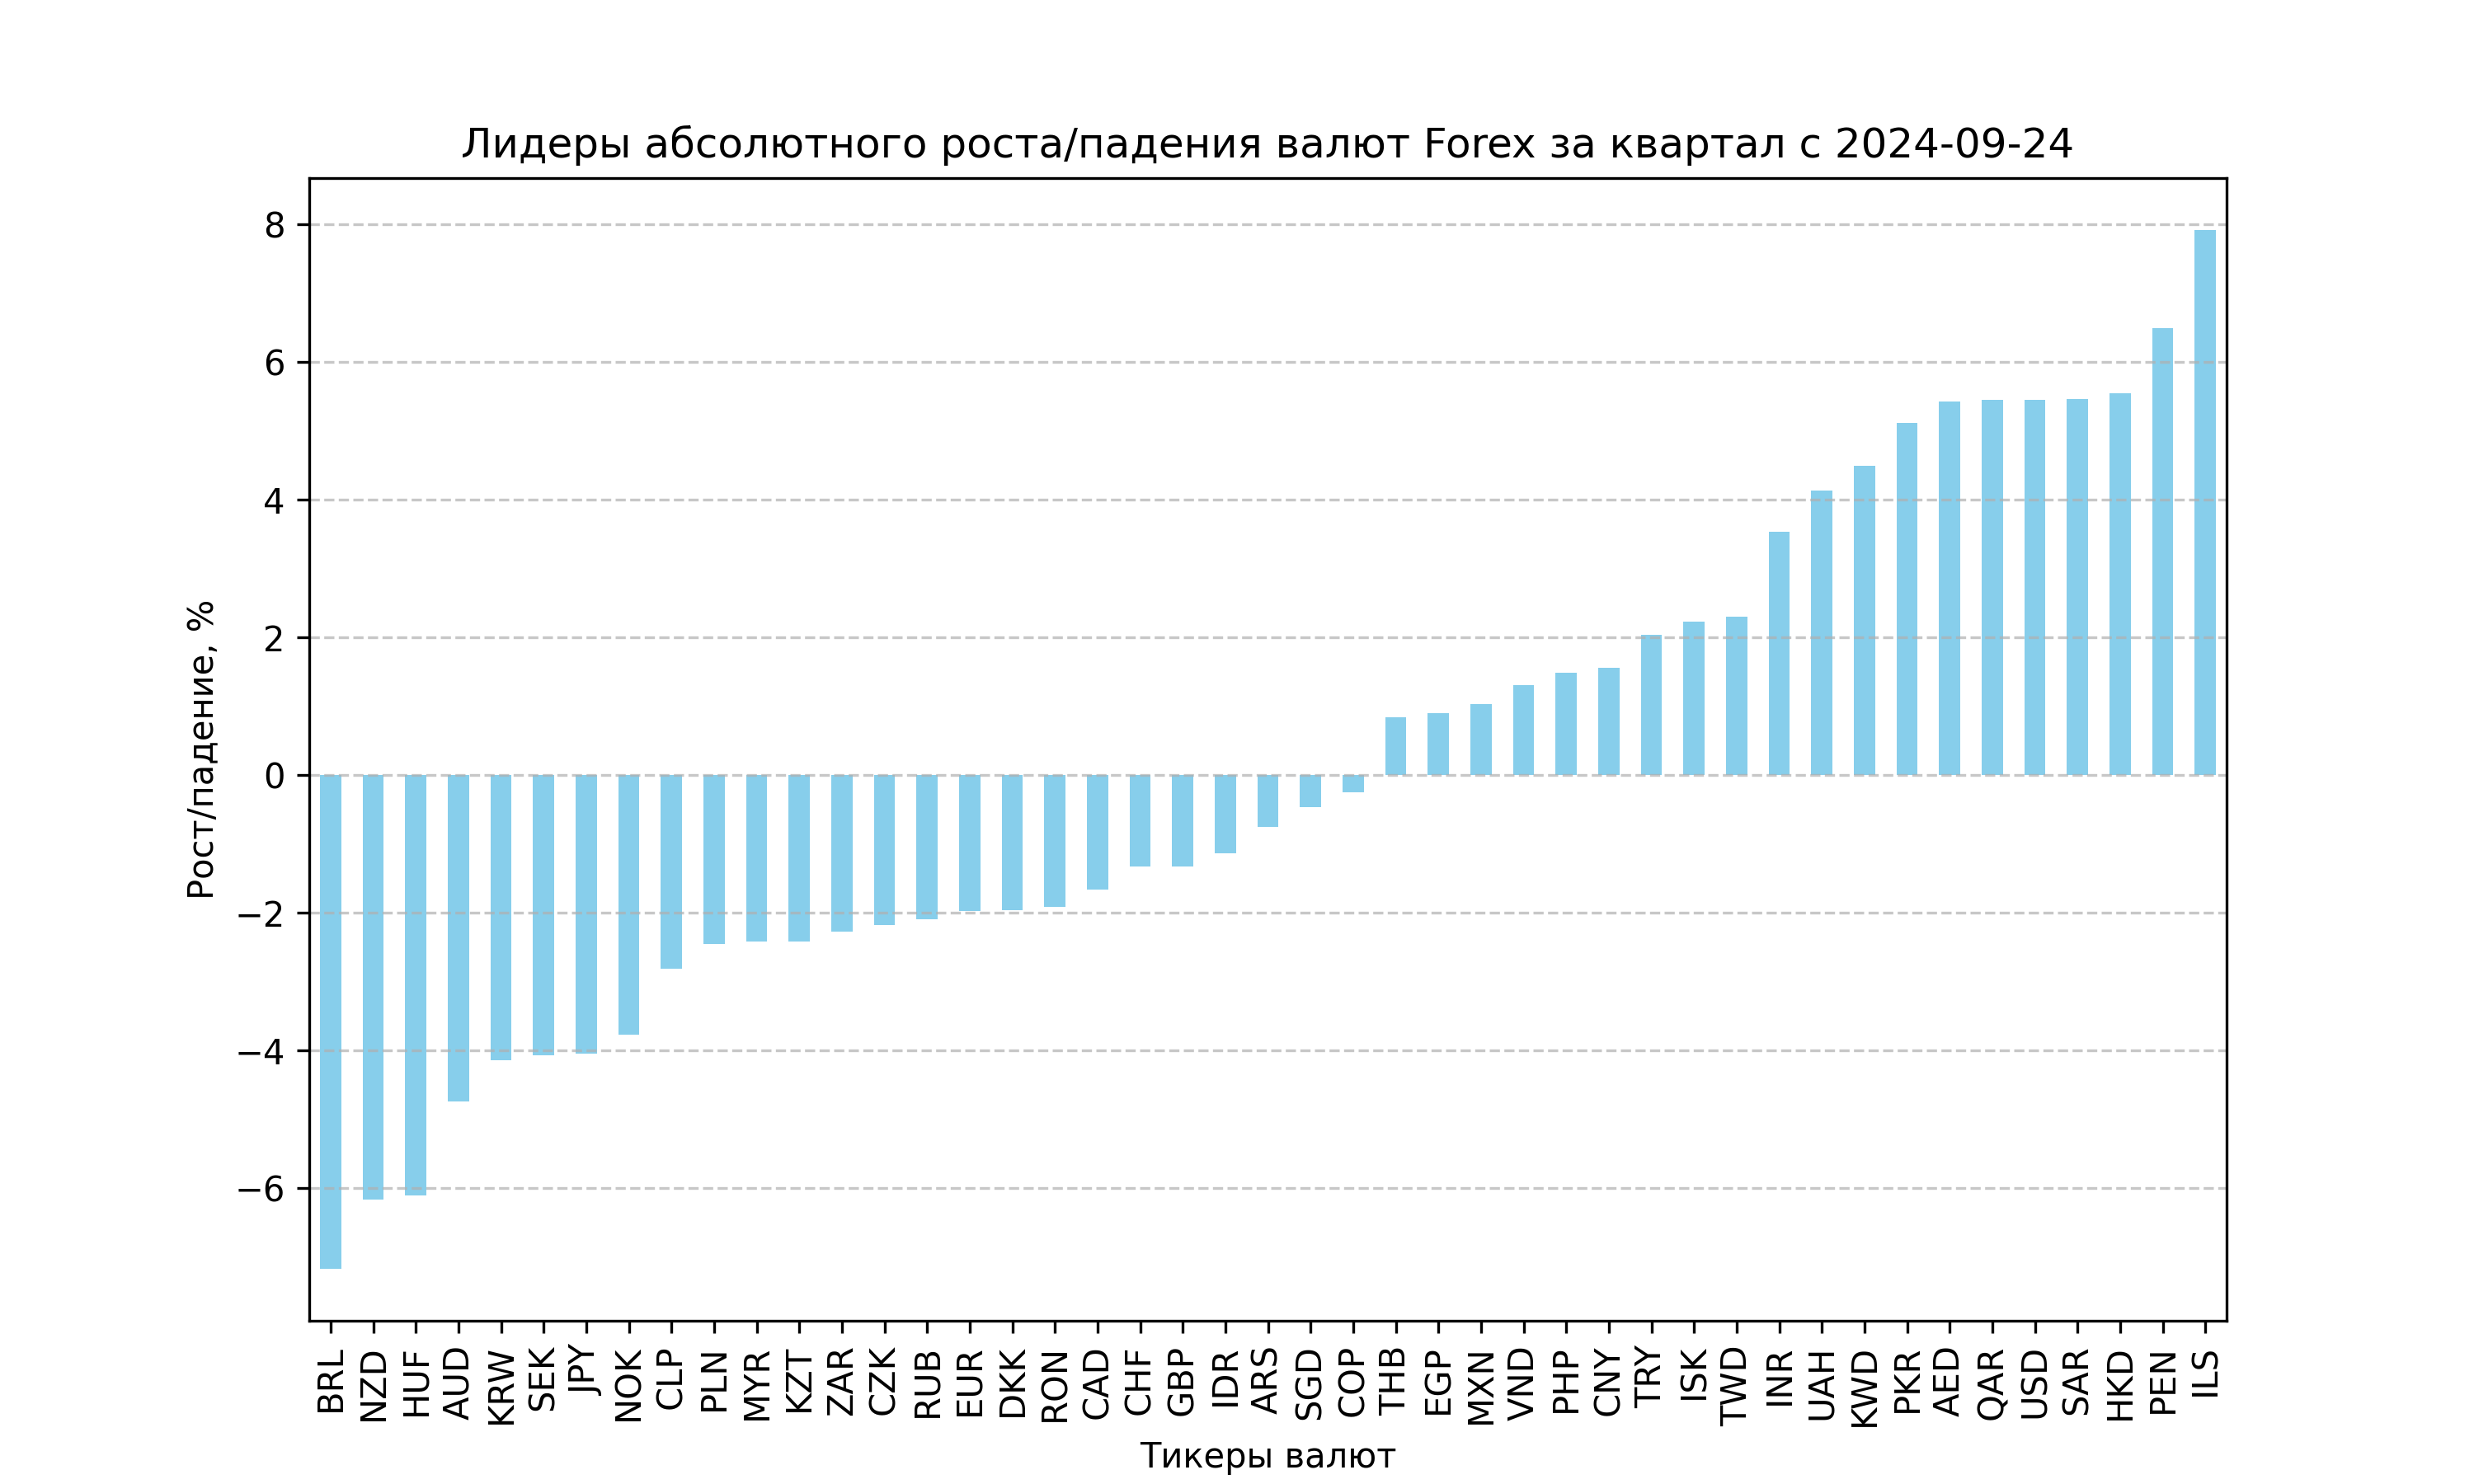 Лидеры абсолютного роста/падения валют Forex за квартал с 2024-09-24
Рост/падение, %
8
6
4
2
0
−2
−4
−6
BRL NZD HUF AUD KRW SEK JPY NOK CLP PLN MYR KZT ZAR CZK RUB EUR DKK RON CAD CHF GBP IDR ARS SGD COP THB EGP MXN VND PHP CNY TRY ISK TWD INR UAH KWD PKR AED QAR USD SAR HKD PEN ILS
Тикеры валют